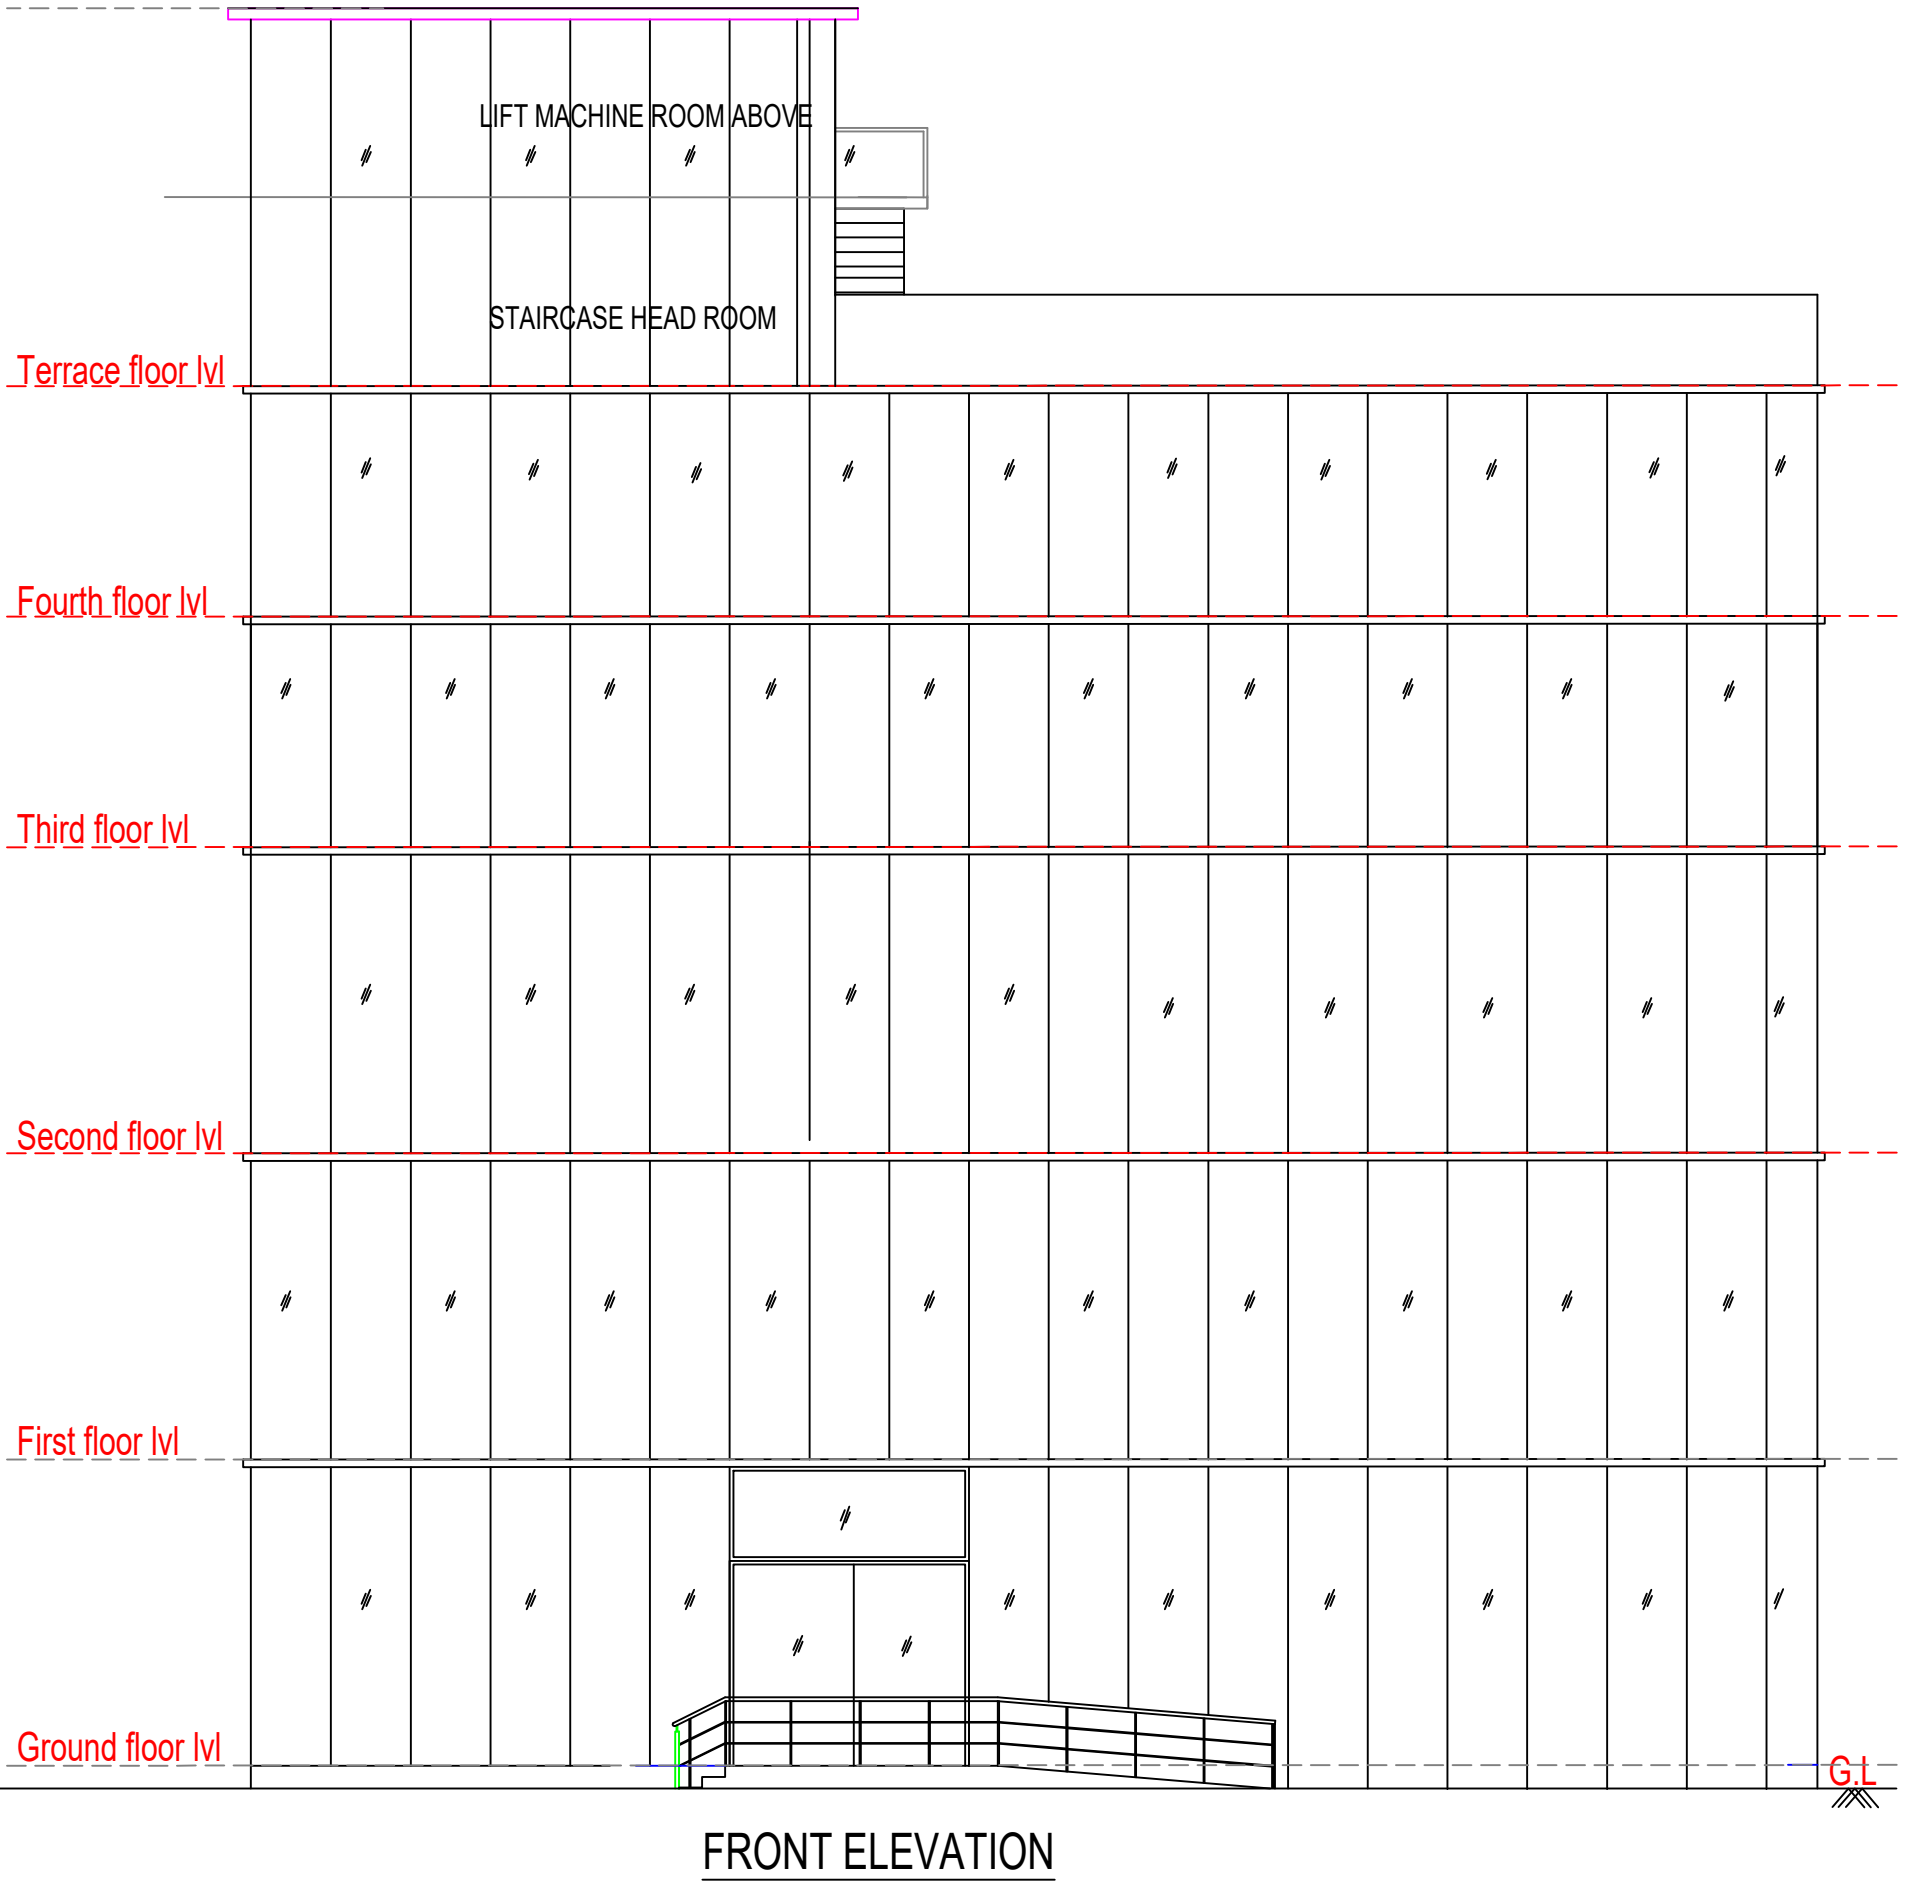 LIFT MACHINE ROOM ABOVE
STAIRCASE HEAD ROOM
Terrace floor lvl
Fourth floor lvl
Third floor lvl
Second floor lvl
First floor lvl
Ground floor lvl
G.L
FRONT ELEVATION